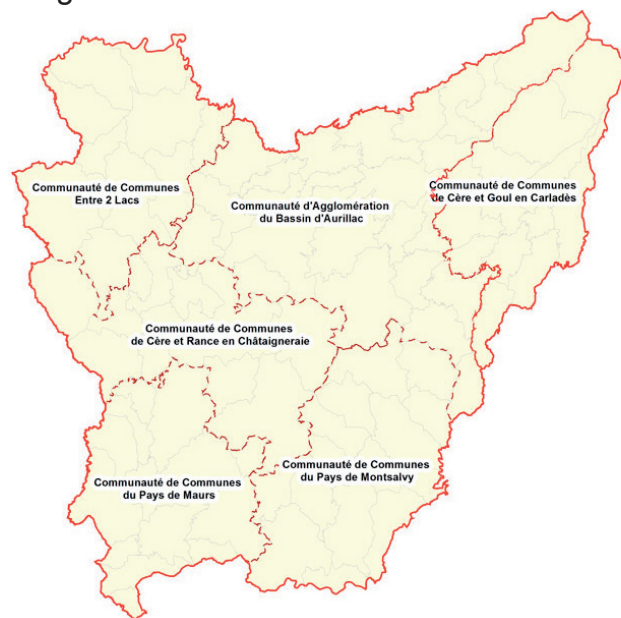 Communauté de Communes
Entre 2 Lacs
Communauté d'Agglomération
du Bassin d'Aurillac
Communauté de Communes
de Cère et Goul en Carladès
Communauté de Communes
de Cère et Rance en Châtaigneraie
Communauté de Communes
du Pays de Maurs
Communauté de Communes
du Pays de Montsalvy